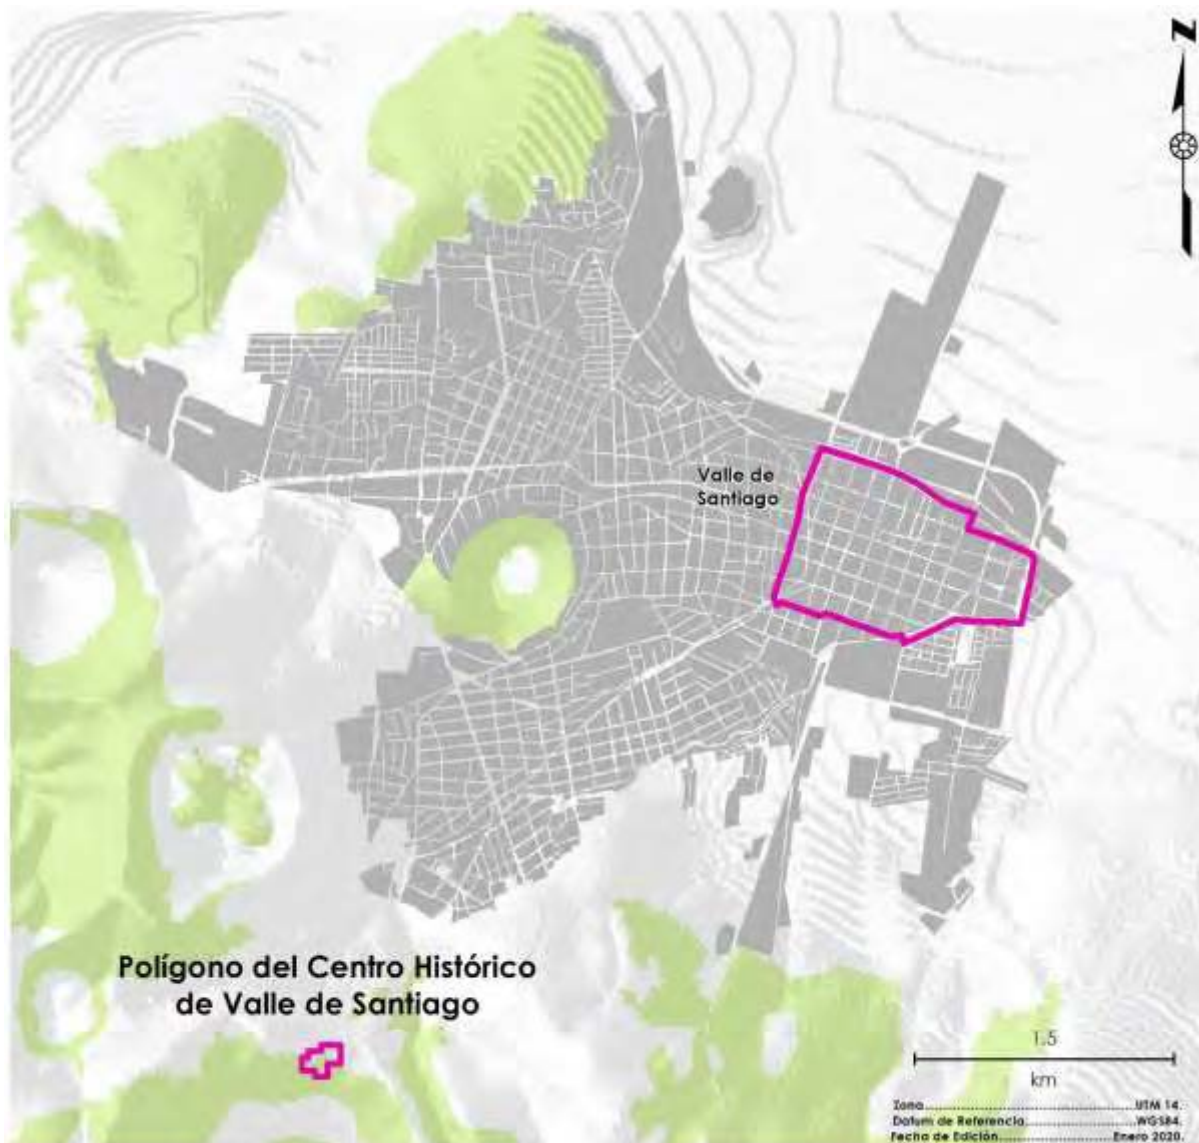 N
Valle de
Santiago
Polígono del Centro Histórico
de Valle de Santiago
1.5
km
Zona.......................................UTM 14.
Datum de Referencia....................WGS84.
Fecha de Edición....................Enero 2020.